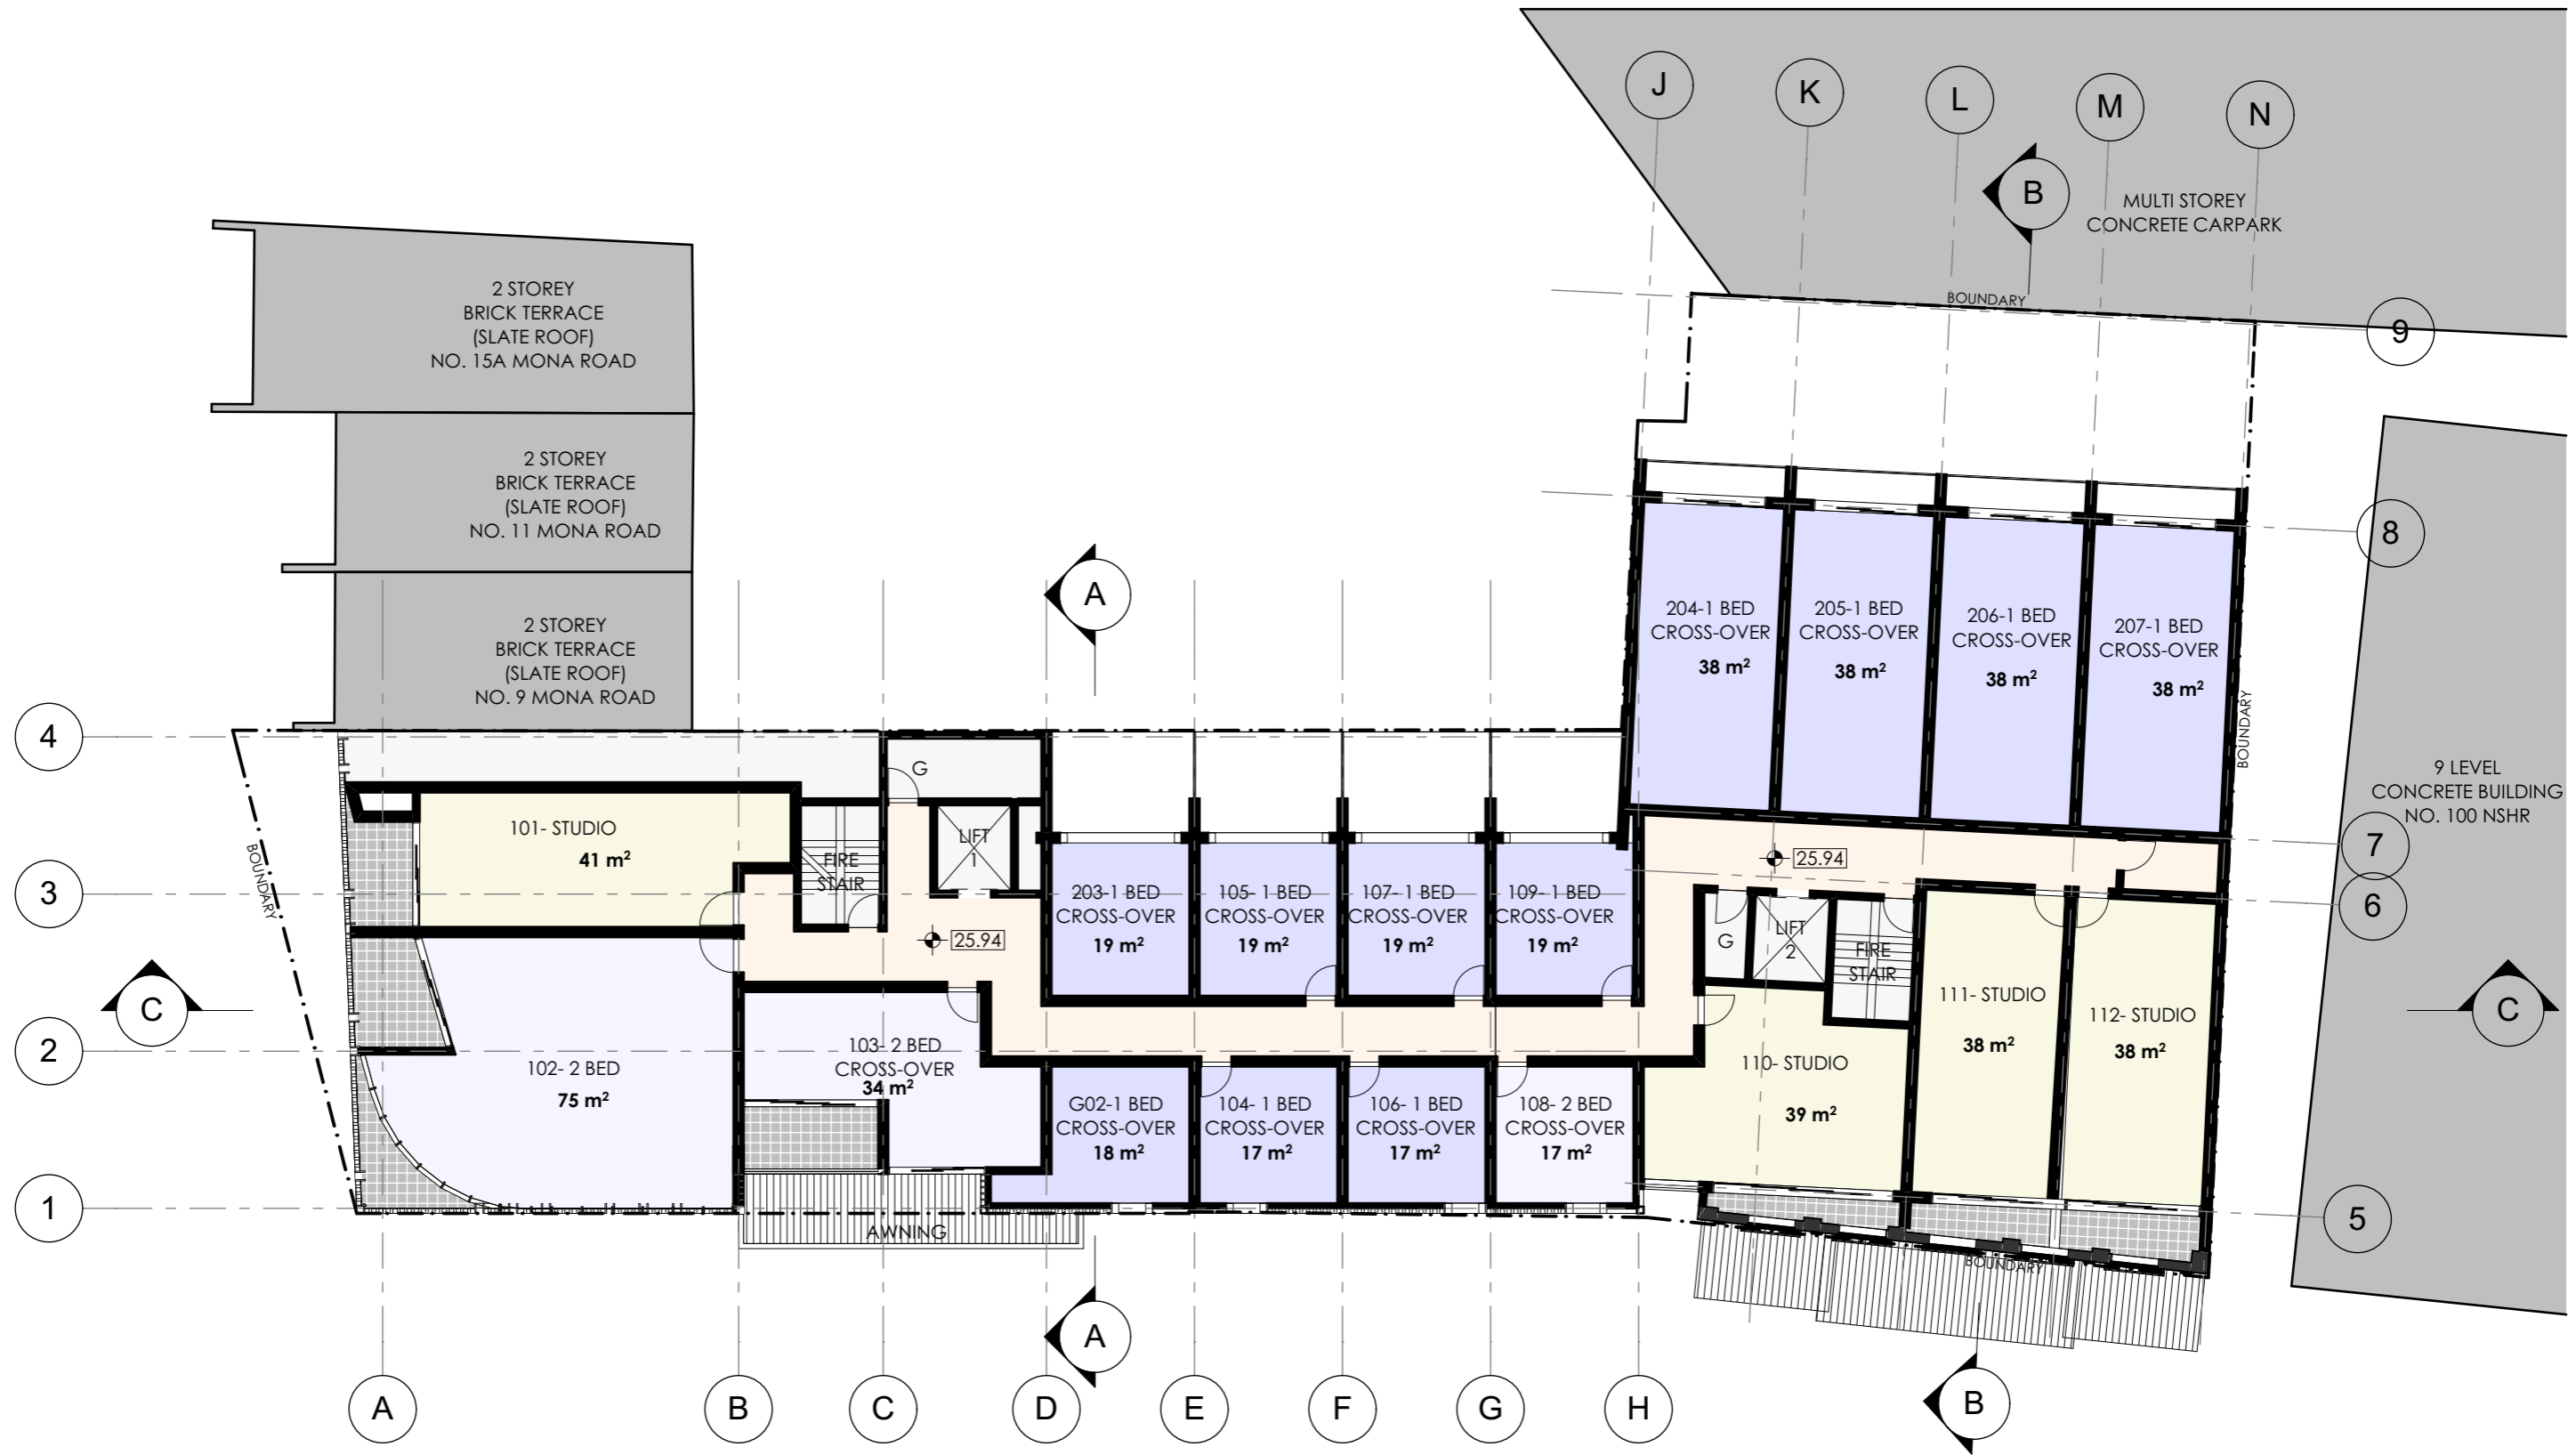 J
K
L
M
N
B
MULTI STOREY
CONCRETE CARPARK
BOUNDARY
9
2 STOREY
BRICK TERRACE
(SLATE ROOF)
NO. 15A MONA ROAD
2 STOREY
BRICK TERRACE
(SLATE ROOF)
NO. 11 MONA ROAD
8
A
2 STOREY
BRICK TERRACE
(SLATE ROOF)
NO. 9 MONA ROAD
204-1 BED
CROSS-OVER
38 m²
205-1 BED
CROSS-OVER
38 m²
206-1 BED
CROSS-OVER
38 m²
207-1 BED
CROSS-OVER
38 m²
BOUNDARY
4
G
9 LEVEL
CONCRETE BUILDING
NO. 100 NSHR
101- STUDIO
41 m²
LIFT
1
FIRE
STAIR
25.94
7
BOUNDARY
3
203-1 BED
CROSS-OVER
19 m²
105- 1 BED
CROSS-OVER
19 m²
107- 1 BED
CROSS-OVER
19 m²
109- 1 BED
CROSS-OVER
19 m²
6
25.94
G
LIFT
2
FIRE
STAIR
C
111- STUDIO
38 m²
112- STUDIO
38 m²
C
2
102- 2 BED
75 m²
103- 2 BED
CROSS-OVER
34 m²
110- STUDIO
39 m²
G02-1 BED
CROSS-OVER
18 m²
104- 1 BED
CROSS-OVER
17 m²
106- 1 BED
CROSS-OVER
17 m²
108- 2 BED
CROSS-OVER
17 m²
1
AWNING
5
BOUNDARY
A
B
A
B
C
D
E
F
G
H